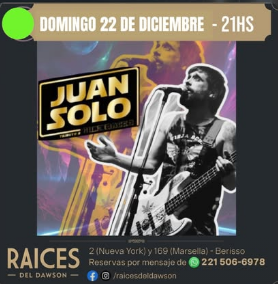 DOMINGO 22 DE DICIEMBRE - 21HS
JUAN
SOLO
RAICES
DEL DAWSON
2 (Nueva York) y 169 (Marsella) - Berisso
Reservas por mensaje de 221 506-6978
/raicesdeldawson